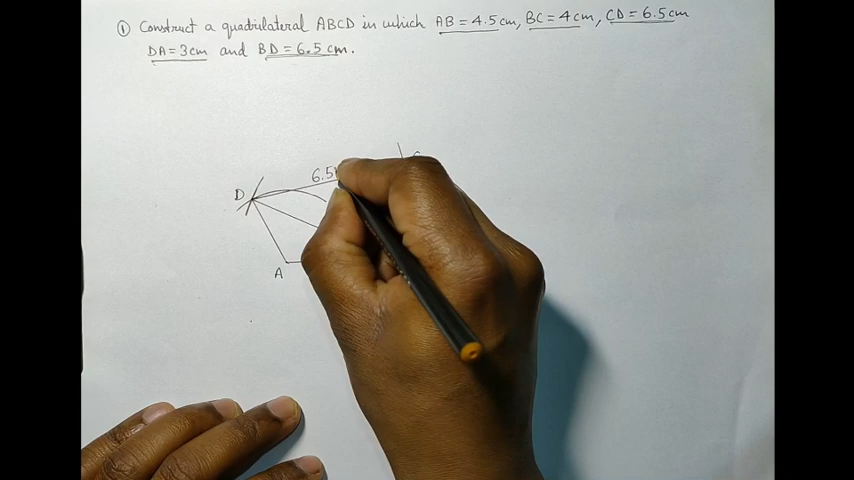 ① Construct a quadrilateral ABCD in which AB = 4.5 cm, BC = 4 cm, CD = 6.5 cm
DA = 3 cm and BD = 6.5 cm.
D
6.5
A